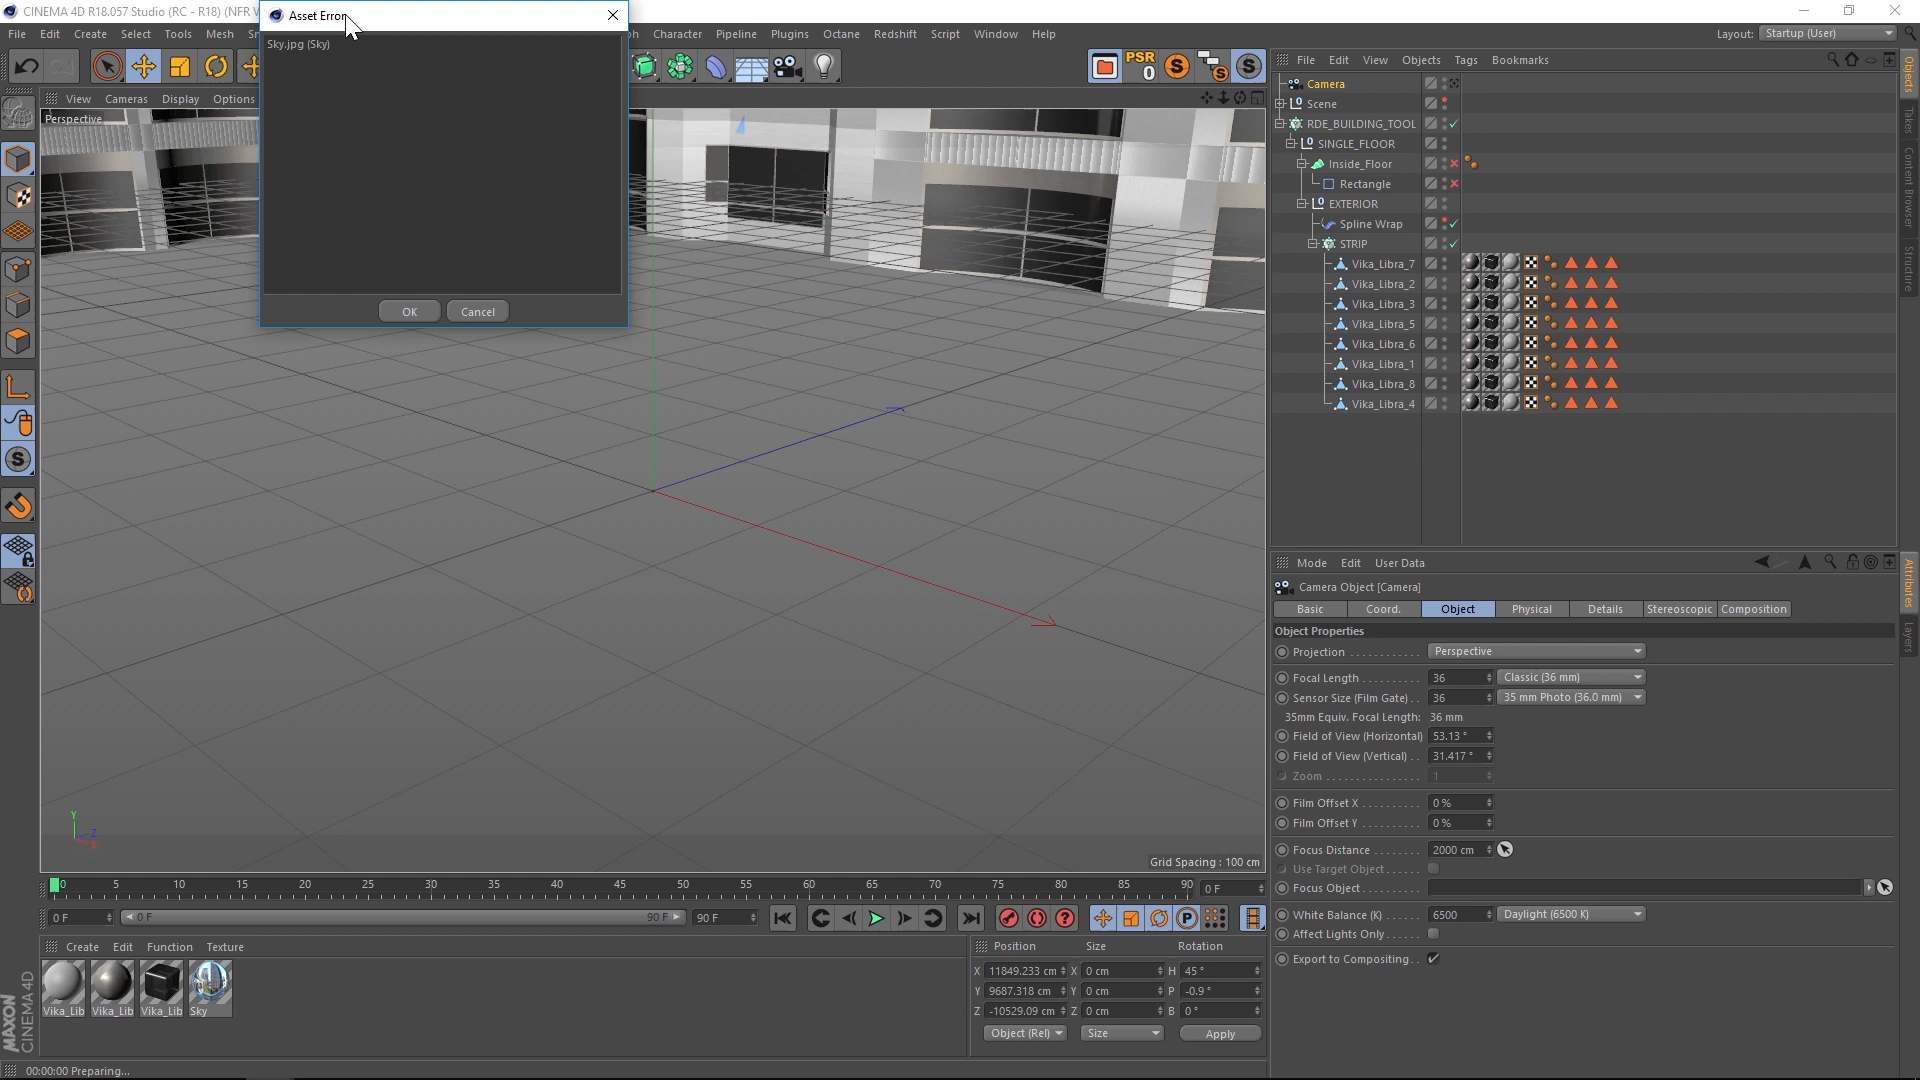 CINEMA 4D R18.057 Studio (RC - R18) (NFR
Asset Error
Sky.jpg (Sky)
OK
Cancel
File Edit Create Select Tools Mesh
Character Pipeline Plugins Octane Redshift Script Window Help
Layout: Startup (User)
PSR
0
View Cameras Display Options
Perspective
Grid Spacing : 100 cm
Y
Z
X
File Edit View Objects Tags Bookmarks
Camera
Scene
RDE_BUILDING_TOOL
SINGLE_FLOOR
Inside_Floor
Rectangle
EXTERIOR
Spline Wrap
STRIP
Vika_Libra_7
Vika_Libra_2
Vika_Libra_3
Vika_Libra_5
Vika_Libra_6
Vika_Libra_1
Vika_Libra_8
Vika_Libra_4
Objects
Takes
Content Browser
Structure
Mode Edit User Data
Camera Object [Camera]
Basic Coord. Object Physical Details Stereoscopic Composition
Object Properties
Projection . . . . . . . . . . . Perspective
Focal Length . . . . . . . . . . 36 Classic (36 mm)
Sensor Size (Film Gate) . . 36 35 mm Photo (36.0 mm)
35mm Equiv. Focal Length: 36 mm
Field of View (Horizontal) 53.13 °
Field of View (Vertical) . . 31.417 °
Zoom . . . . . . . . . . . . . . . 1
Film Offset X . . . . . . . . . . 0 %
Film Offset Y . . . . . . . . . . 0 %
Focus Distance . . . . . . . . 2000 cm
Use Target Object . . . . . .
Focus Object . . . . . . . . . .
White Balance (K) . . . . . . 6500 Daylight (6500 K)
Affect Lights Only . . . . . .
Export to Compositing . .
Attributes
Layers
0 5 10 15 20 25 30 35 40 45 50 55 60 65 70 75 80 85 90 0 F
0 F 0 F 90 F 90 F
Create Edit Function Texture
Vika_Lib Vika_Lib Vika_Lib Sky
Position Size Rotation
X 11849.233 cm X 0 cm H 45 °
Y 9687.318 cm Y 0 cm P -0.9 °
Z -10529.09 cm Z 0 cm B 0 °
Object (Rel) Size Apply
MAXON
CINEMA 4D
00:00:00 Preparing...